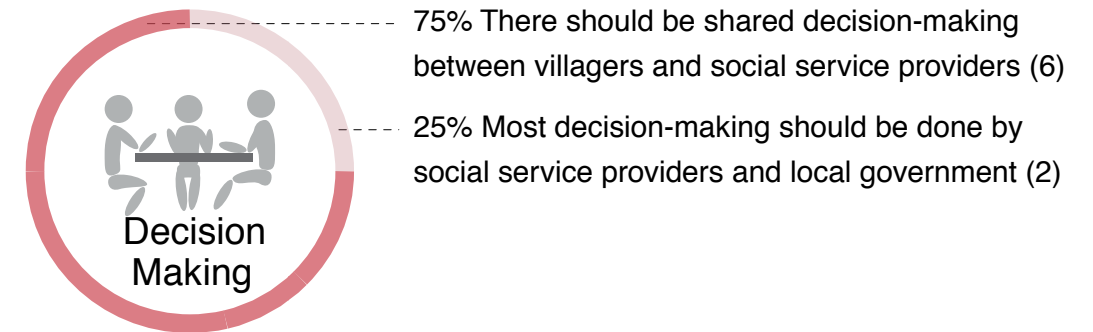 75% There should be shared decision-making
between villagers and social service providers (6)
25% Most decision-making should be done by
social service providers and local government (2)
Decision
Making